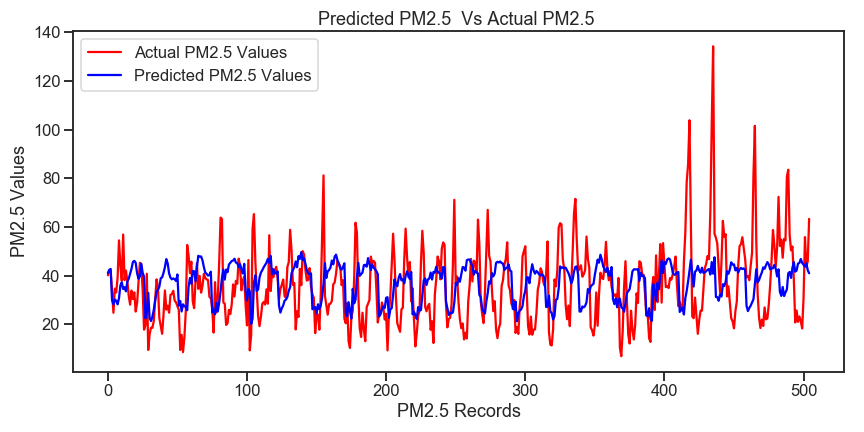 Predicted PM2.5  Vs Actual PM2.5
Actual PM2.5 Values
Predicted PM2.5 Values
PM2.5 Values
140
120
100
80
60
40
20
0
100
200
300
400
500
PM2.5 Records